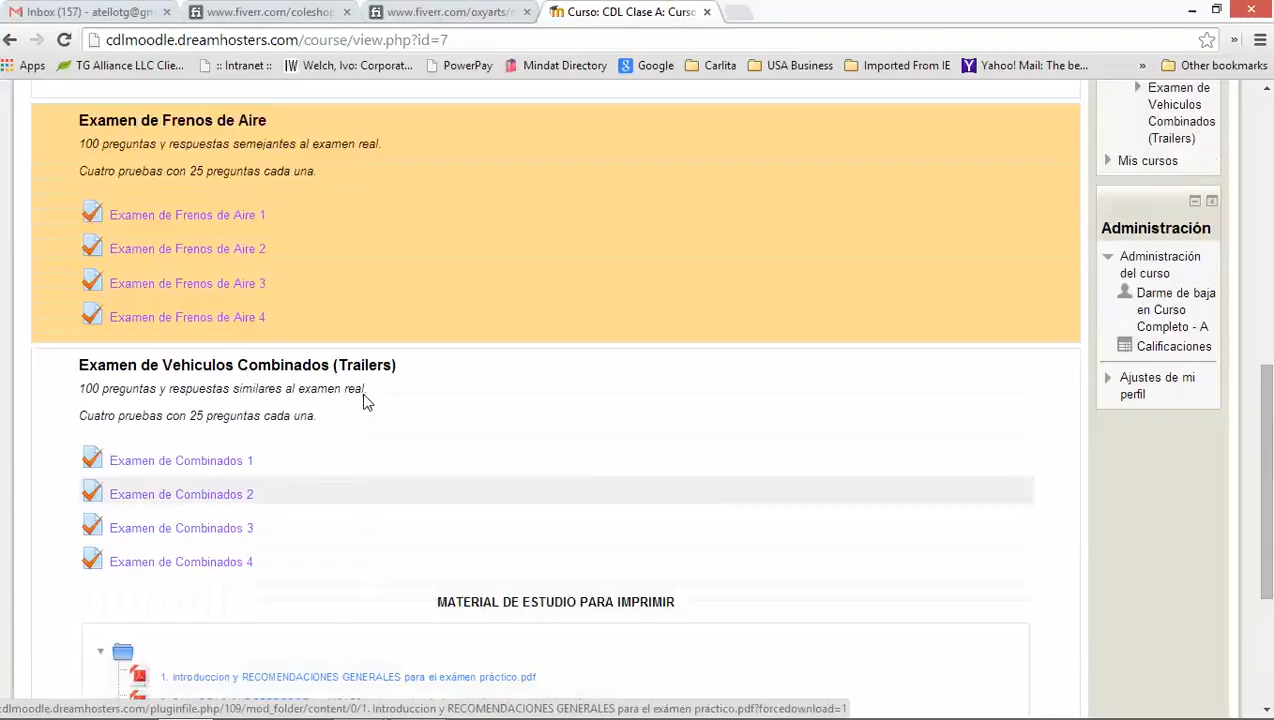 Inbox (157) - atellotg@gm
www.fiverr.com/coleshop
www.fiverr.com/oxyarts/r
Curso: CDL Clase A: Curso
cdlmoodle.dreamhosters.com/course/view.php?id=7
Apps
TG Alliance LLC Clie...
:: Intranet ::
Welch, Ivo: Corporat...
PowerPay
Mindat Directory
Google
Carlita
USA Business
Imported From IE
Yahoo! Mail: The be...
»
Other bookmarks
Examen de Frenos de Aire
100 preguntas y respuestas semejantes al examen real.
Cuatro pruebas con 25 preguntas cada una.
Examen de Frenos de Aire 1
Examen de Frenos de Aire 2
Examen de Frenos de Aire 3
Examen de Frenos de Aire 4
Examen de Vehiculos Combinados (Trailers)
100 preguntas y respuestas similares al examen real.
Cuatro pruebas con 25 preguntas cada una.
Examen de Combinados 1
Examen de Combinados 2
Examen de Combinados 3
Examen de Combinados 4
MATERIAL DE ESTUDIO PARA IMPRIMIR
1. Introduccion y RECOMENDACIONES GENERALES para el exámen práctico.pdf
Examen de
Vehiculos
Combinados
(Trailers)
Mis cursos
Administración
Administración
del curso
Darme de baja
en Curso
Completo - A
Calificaciones
Ajustes de mi
perfil
cdlmoodle.dreamhosters.com/pluginfile.php/109/mod_folder/content/0/1. Introduccion y RECOMENDACIONES GENERALES para el exámen práctico.pdf?forcedownload=1